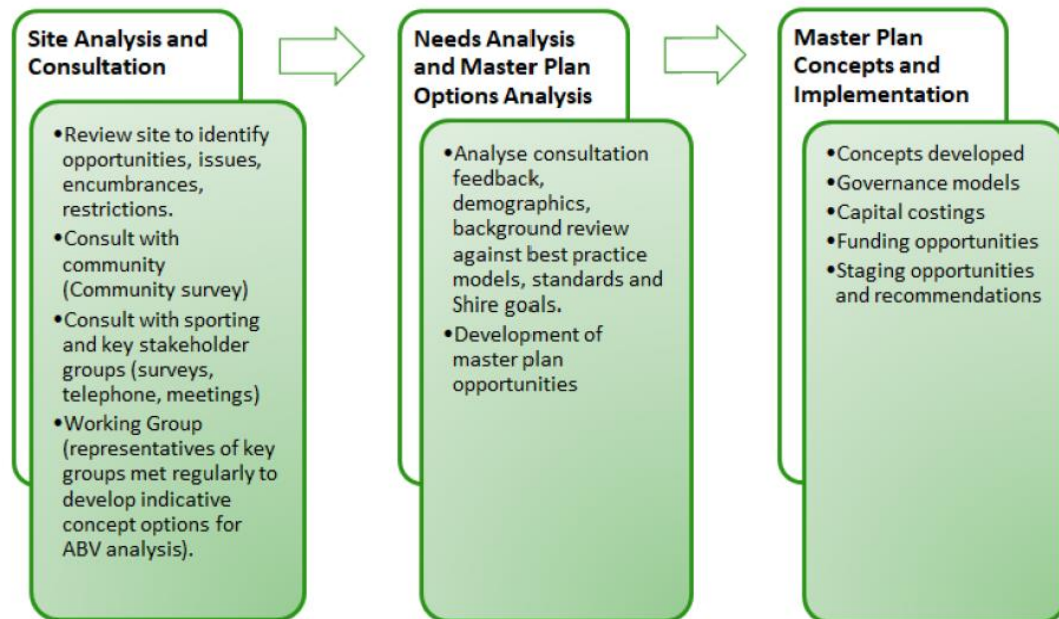 Site Analysis and
Consultation
•Review site to identify
opportunities, issues,
encumbrances,
restrictions.
•Consult with
community
(Community survey)
•Consult with sporting
and key stakeholder
groups (surveys,
telephone, meetings)
•Working Group
(representatives of key
groups met regularly to
develop indicative
concept options for
ABV analysis).
Needs Analysis
and Master Plan
Options Analysis
•Analyse consultation
feedback,
demographics,
background review
against best practice
models, standards and
Shire goals.
•Development of
master plan
opportunities
Master Plan
Concepts and
Implementation
•Concepts developed
•Governance models
•Capital costings
•Funding opportunities
•Staging opportunities
and recommendations